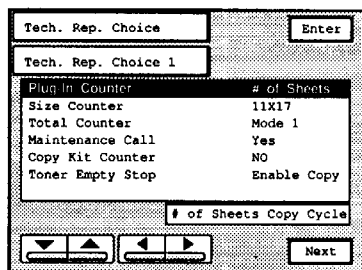 Tech. Rep. Choice
Enter
Tech. Rep. Choice 1
Plug-In Counter # of Sheets
Size Counter 11X17
Total Counter Mode 1
Maintenance Call Yes
Copy Kit Counter NO
Toner Empty Stop Enable Copy
# of Sheets Copy Cycle
Next